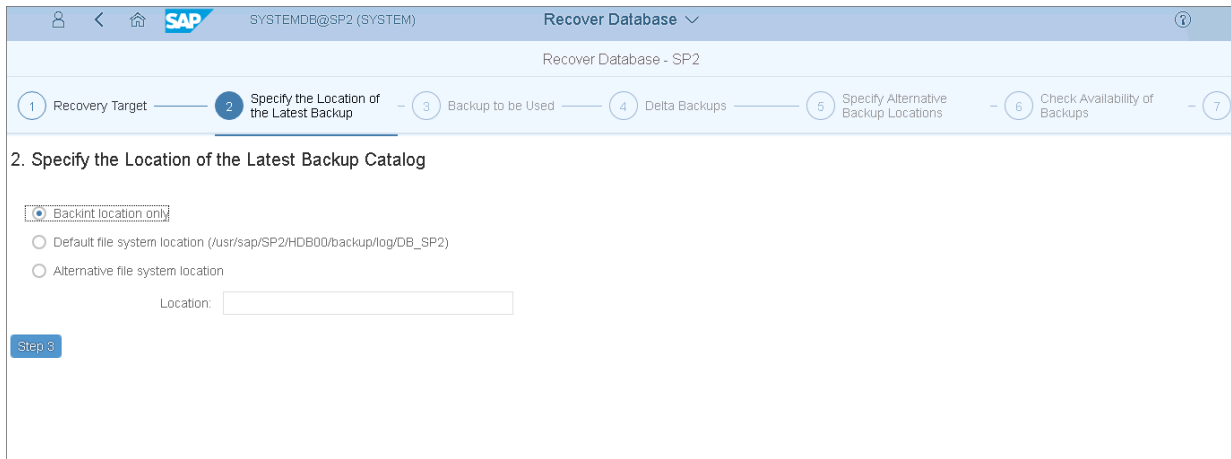 SAP SYSTEMDB@SP2 (SYSTEM) Recover Database ?
Recover Database - SP2
1 Recovery Target 2 Specify the Location of the Latest Backup 3 Backup to be Used 4 Delta Backups 5 Specify Alternative Backup Locations 6 Check Availability of Backups 7
2. Specify the Location of the Latest Backup Catalog
Backint location only
Default file system location (/usr/sap/SP2/HDB00/backup/log/DB_SP2)
Alternative file system location
Location:
Step 3